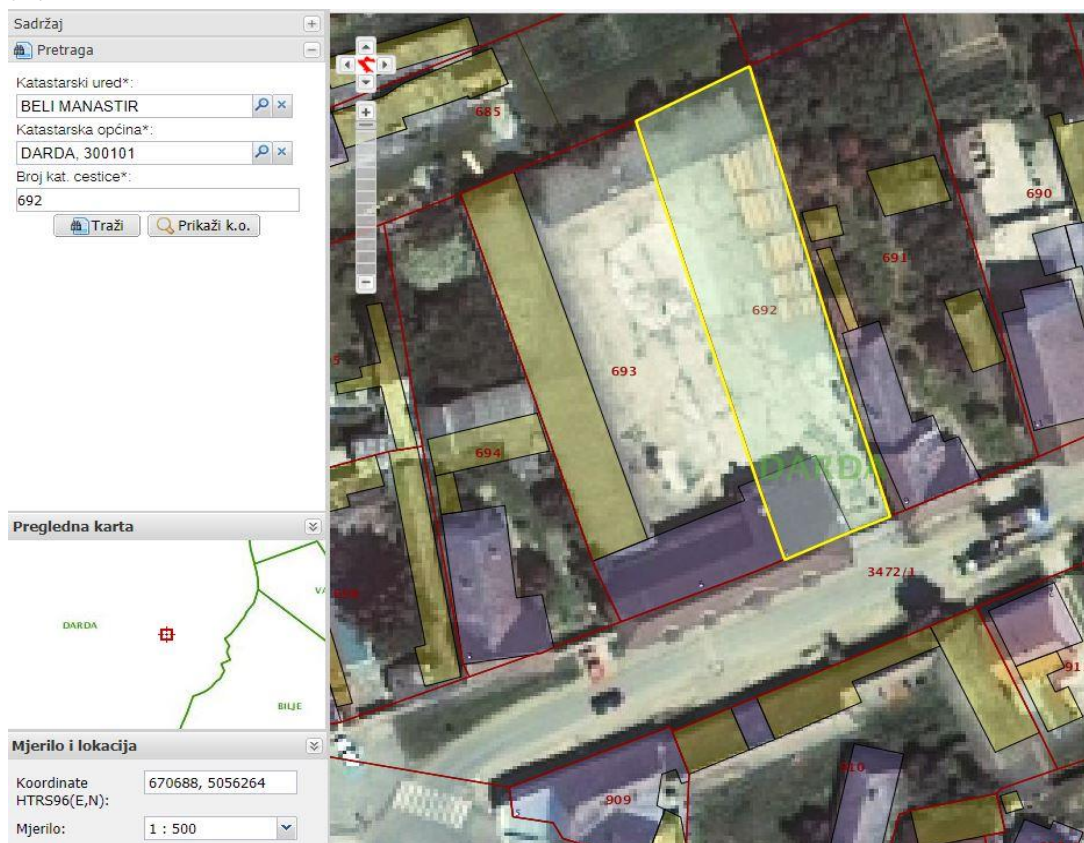 Sadržaj
Pretraga
Katastarski ured*:
BELI MANASTIR
Katastarska općina*:
DARDA, 300101
Broj kat. cestice*:
692
Traži
Prikaži k.o.
Pregledna karta
DARDA
BILJE
Mjerilo i lokacija
Koordinate
HTRS96(E,N):
670688, 5056264
Mjerilo:
1 : 500
685
690
691
692
693
694
DARDA
3472/1
909